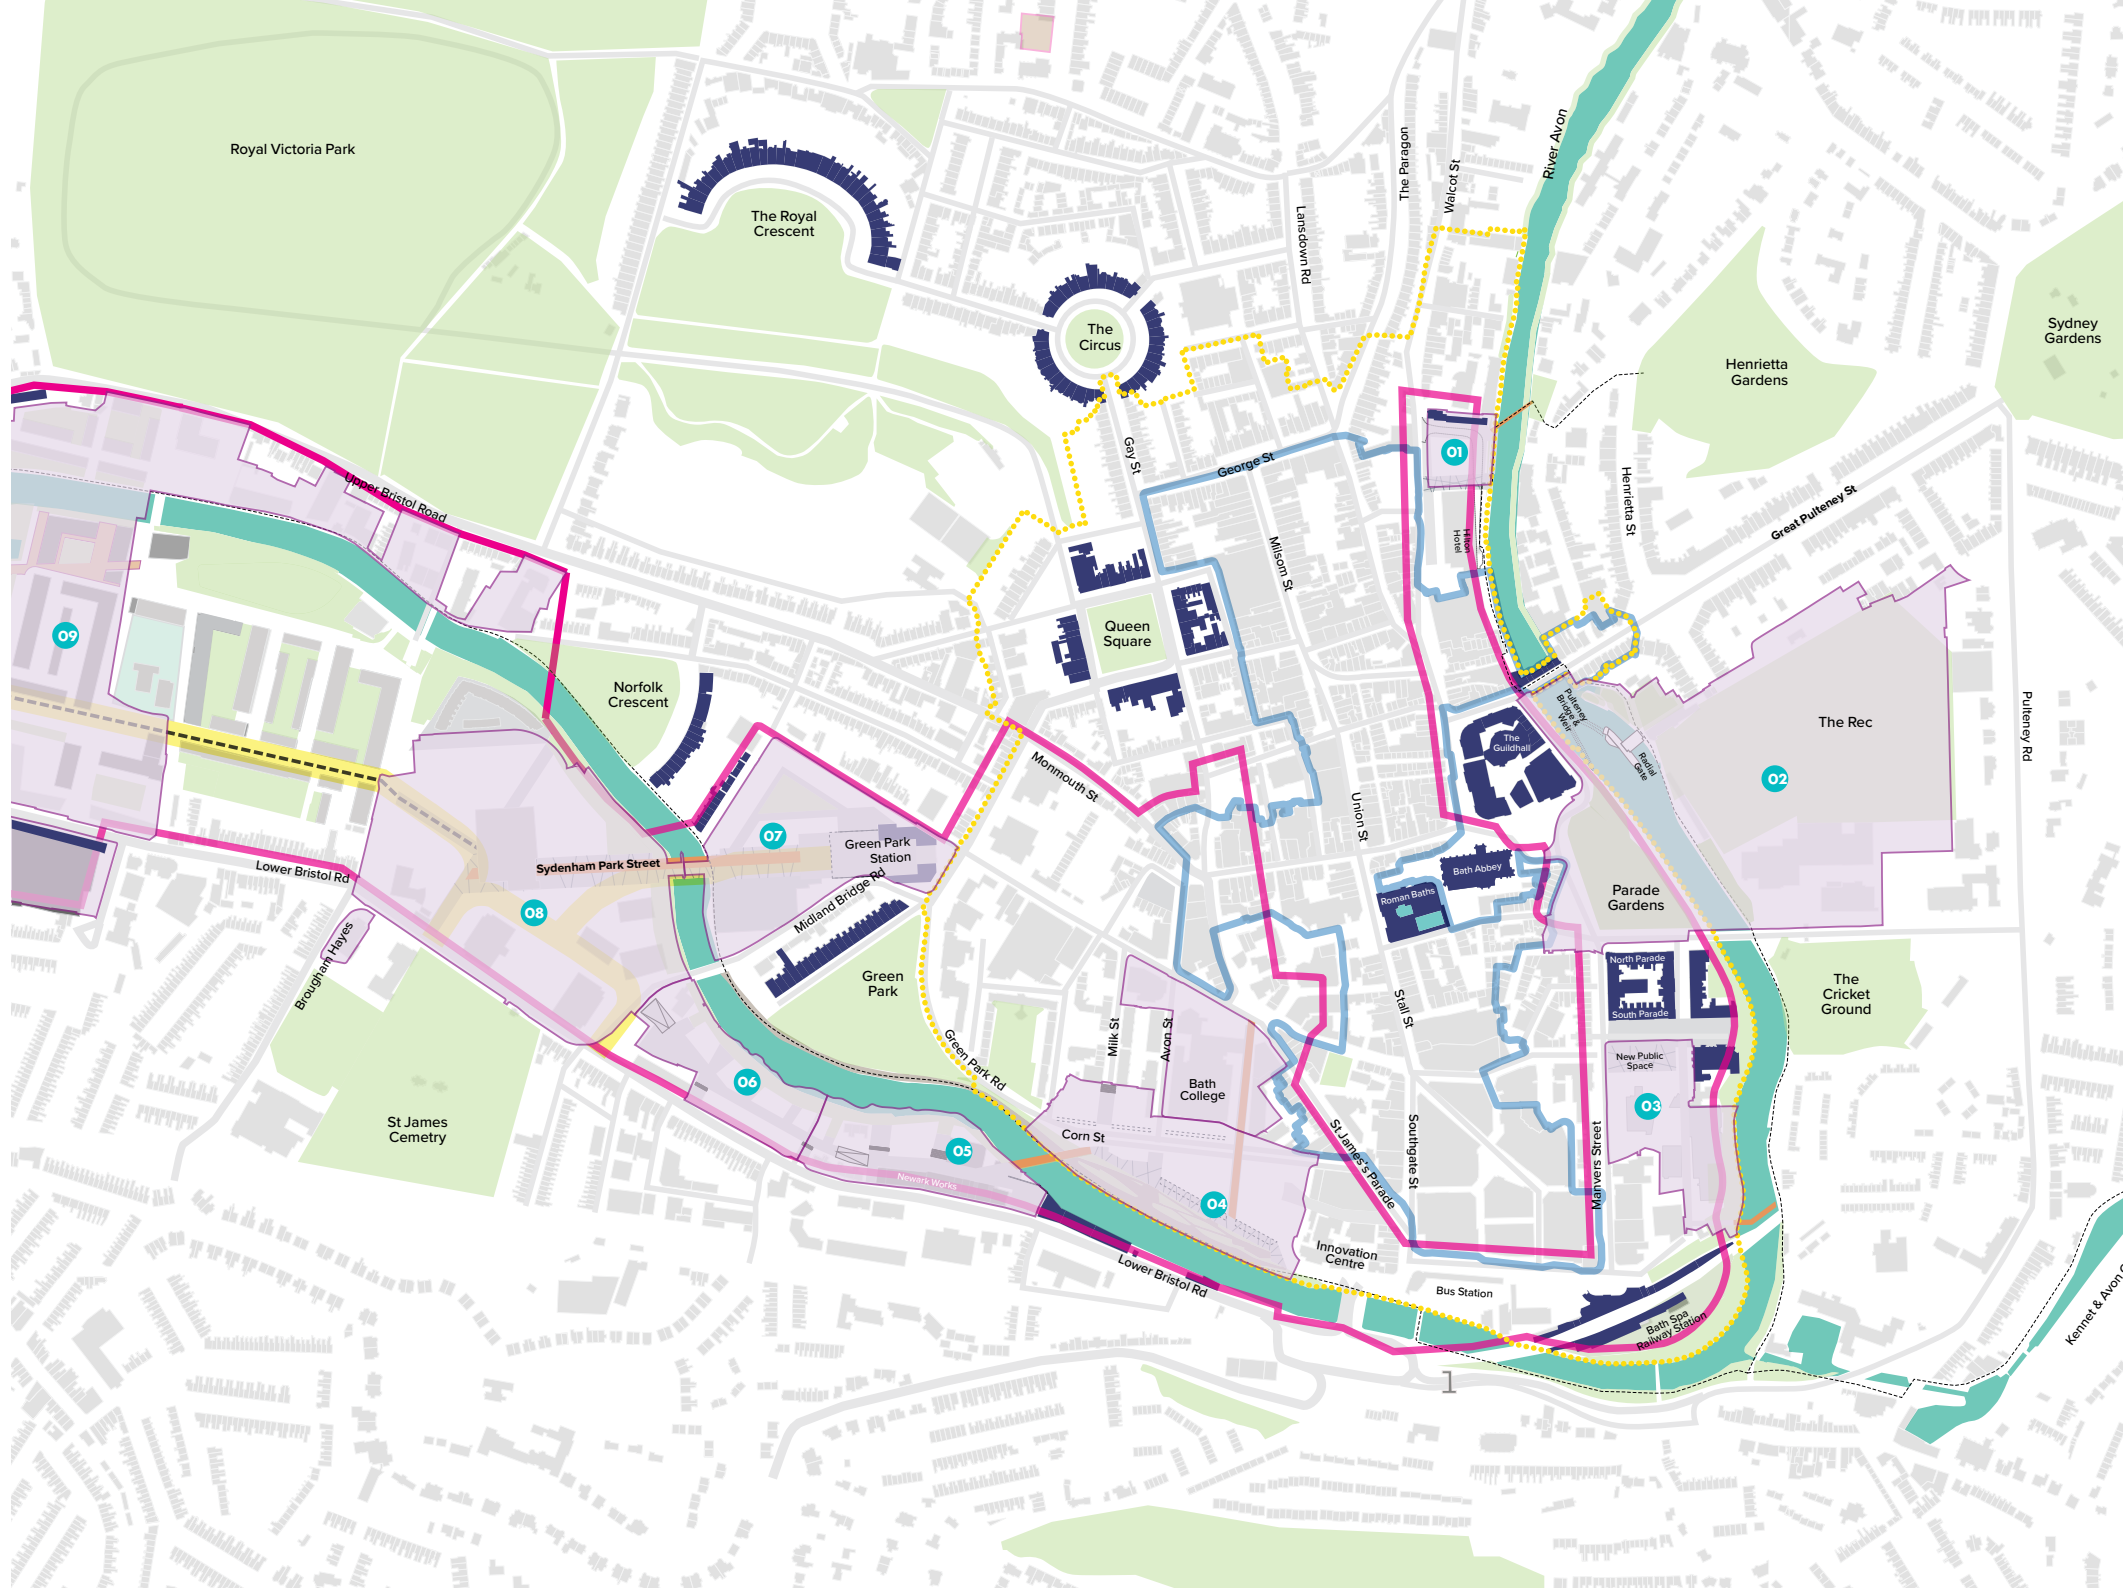 Royal Victoria Park
The Royal
Crescent
The Paragon
Walcot St
River Avon
Lansdown Rd
The
Circus
Sydney
Gardens
Henrietta
Gardens
Gay St
George St
01
Upper Bristol Road
Henrietta St
Great Pulteney St
Hilton
Hotel
Milsom St
09
Queen
Square
Norfolk
Crescent
Pulteney
Bridge &
Weir
The Rec
Pulteney Rd
The
Guildhall
Radial
Gate
02
Monmouth St
Union St
07
Green Park
Station
Sydenham Park Street
Lower Bristol Rd
Bath Abbey
Midland Bridge Rd
Roman Baths
Parade
Gardens
08
Brougham Hayes
Green
Park
North Parade
South Parade
The
Cricket
Ground
Stall St
Milk St
Avon St
Green Park Rd
New Public
Space
06
Bath
College
03
St James
Cemetry
Corn St
05
Southgate St
St James's Parade
Manvers Street
Newark Works
04
Innovation
Centre
Lower Bristol Rd
Bus Station
Bath Spa
Railway Station
Kennet & Avon
1